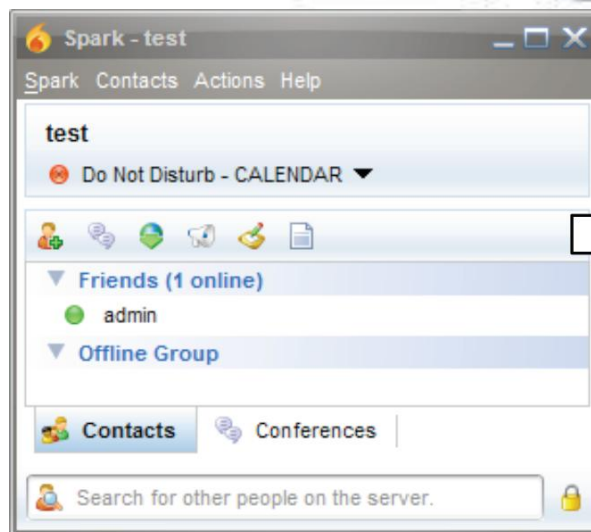 Spark - test
Spark Contacts Actions Help
test
Do Not Disturb - CALENDAR
Friends (1 online)
admin
Offline Group
Contacts Conferences
Search for other people on the server.